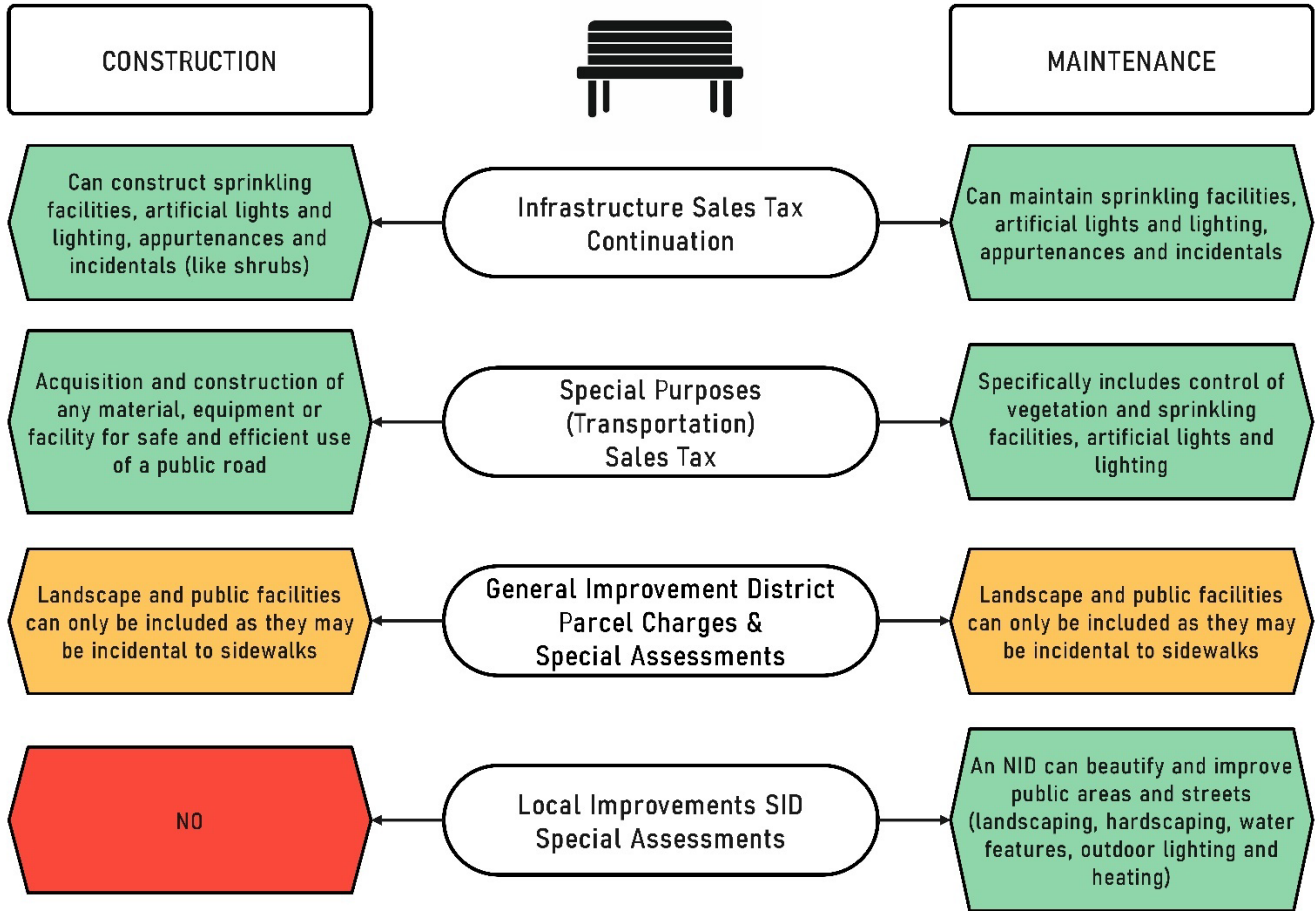 CONSTRUCTION
MAINTENANCE
Can construct sprinkling
facilities, artificial lights and
lighting, appurtenances and
incidentals (like shrubs)
Infrastructure Sales Tax
Continuation
Can maintain sprinkling facilities,
artificial lights and lighting,
appurtenances and incidentals
Acquisition and construction of
any material, equipment or
facility for safe and efficient use
of a public road
Special Purposes
(Transportation)
Sales Tax
Specifically includes control of
vegetation and sprinkling
facilities, artificial lights and
lighting
Landscape and public facilities
can only be included as they may
be incidental to sidewalks
General Improvement District
Parcel Charges &
Special Assessments
Landscape and public facilities
can only be included as they may
be incidental to sidewalks
NO
Local Improvements SID
Special Assessments
An NID can beautify and improve
public areas and streets
(landscaping, hardscaping, water
features, outdoor lighting and
heating)